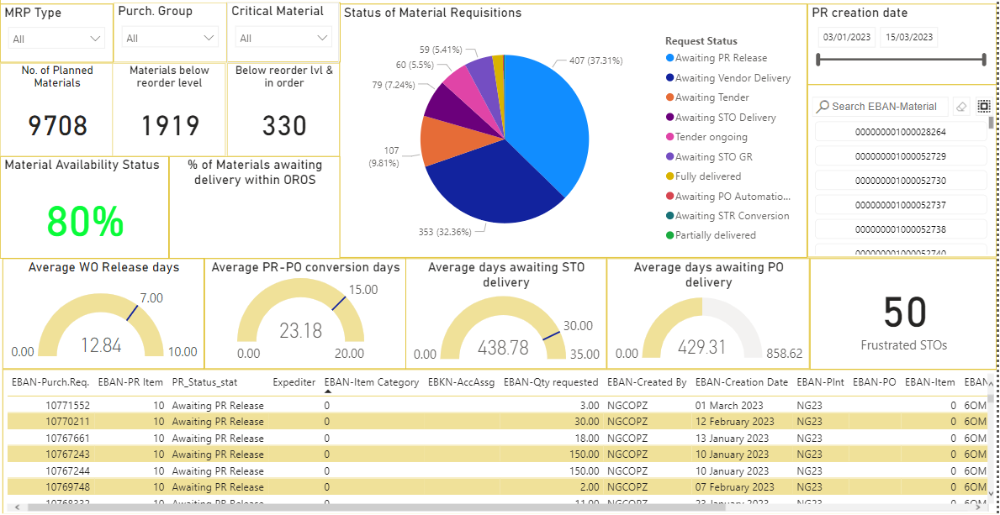 MRP Type
All
Purch. Group
All
Critical Material
All
No. of Planned
Materials
9708
Materials below
reorder level
1919
Below reorder lvl &
in order
330
Material Availability Status
80%
% of Materials awaiting
delivery within OROS
Status of Material Requisitions
59 (5.41%)
60 (5.5%)
79 (7.24%)
107
(9.81%)
353 (32.36%)
407 (37.31%)
Request Status
Awaiting PR Release
Awaiting Vendor Delivery
Awaiting Tender
Awaiting STO Delivery
Tender ongoing
Awaiting STO GR
Fully delivered
Awaiting PO Automatio...
Awaiting STR Conversion
Partially delivered
PR creation date
03/01/2023 15/03/2023
Search EBAN-Material
000000001000028264
000000001000052729
000000001000052730
000000001000052737
000000001000052738
000000001000052740
Average WO Release days
7.00
12.84
0.00 10.00
Average PR-PO conversion days
15.00
23.18
0.00 20.00
Average days awaiting STO
delivery
30.00
438.78
0.00 35.00
Average days awaiting PO
delivery
429.31
0.00 858.62
50
Frustrated STOs
EBAN-Purch.Req. EBAN-PR Item PR_Status_stat Expediter EBAN-Item Category EBKN-AccAssg EBAN-Qty requested EBAN-Created By EBAN-Creation Date EBAN-Plnt EBAN-PO EBAN-Item EBAN
10771552 10 Awaiting PR Release 0 3.00 NGCOPZ 01 March 2023 NG23 0 6OM
10770211 10 Awaiting PR Release 0 30.00 NGCOPZ 12 February 2023 NG23 0 6OM
10767661 10 Awaiting PR Release 0 18.00 NGCOPZ 13 January 2023 NG23 0 6OM
10767243 10 Awaiting PR Release 0 150.00 NGCOPZ 10 January 2023 NG23 0 6OM
10767244 10 Awaiting PR Release 0 150.00 NGCOPZ 10 January 2023 NG23 0 6OM
10769748 10 Awaiting PR Release 0 2.00 NGCOPZ 07 February 2023 NG23 0 6OM
10768332 10 Awaiting PR Release 0 11.00 NGCOPZ 23 January 2023 NG23 0 6OM